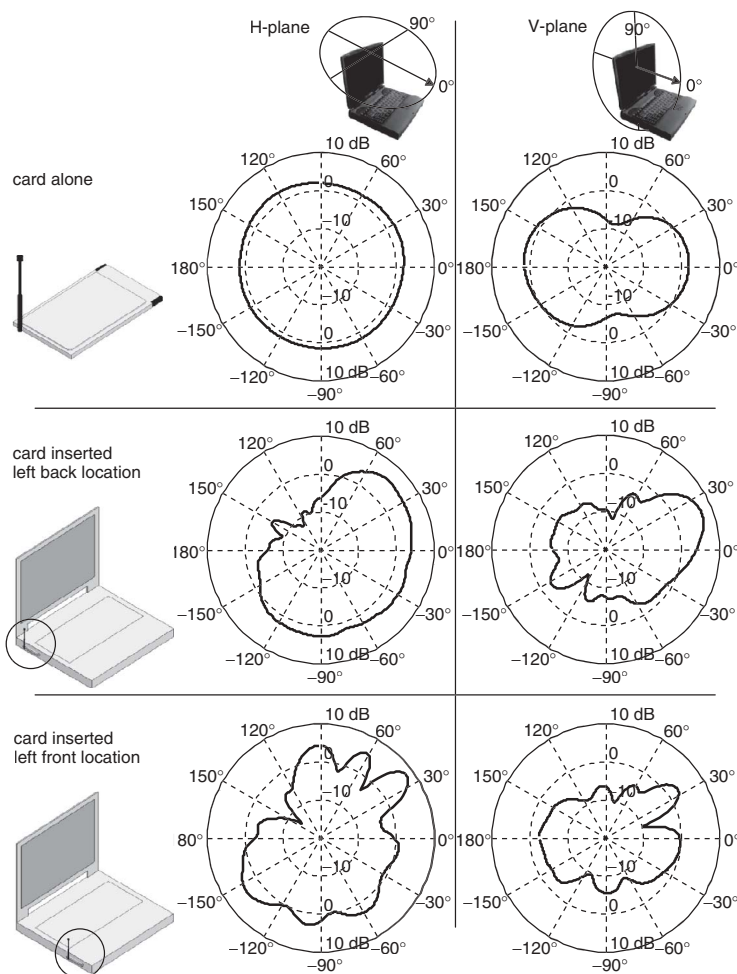 H-plane
90°
0°
V-plane
90°
0°
card alone
10 dB
120° 60°
150° 0 30°
–10
180° 0°
–10
–150° 0 –30°
–120° 10 dB –60°
–90°
10 dB
120° 60°
150° 0 30°
–10
180° 0°
–10
–150° 0 –30°
–120° 10 dB –60°
–90°
card inserted
left back location
10 dB
120° 60°
150° 0 30°
–10
180° 0°
–10
–150° 0 –30°
–120° 10 dB –60°
–90°
10 dB
120° 60°
150° 0 30°
–10
180° 0°
–10
–150° 0 –30°
–120° 10 dB –60°
–90°
card inserted
left front location
10 dB
120° 60°
150° 0 30°
–10
80° 0°
–10
–150° 0 –30°
–120° 10 dB –60°
–90°
10 dB
120° 60°
150° 0 30°
–10
180° 0°
–10
–150° 0 –30°
–120° 10 dB –60°
–90°